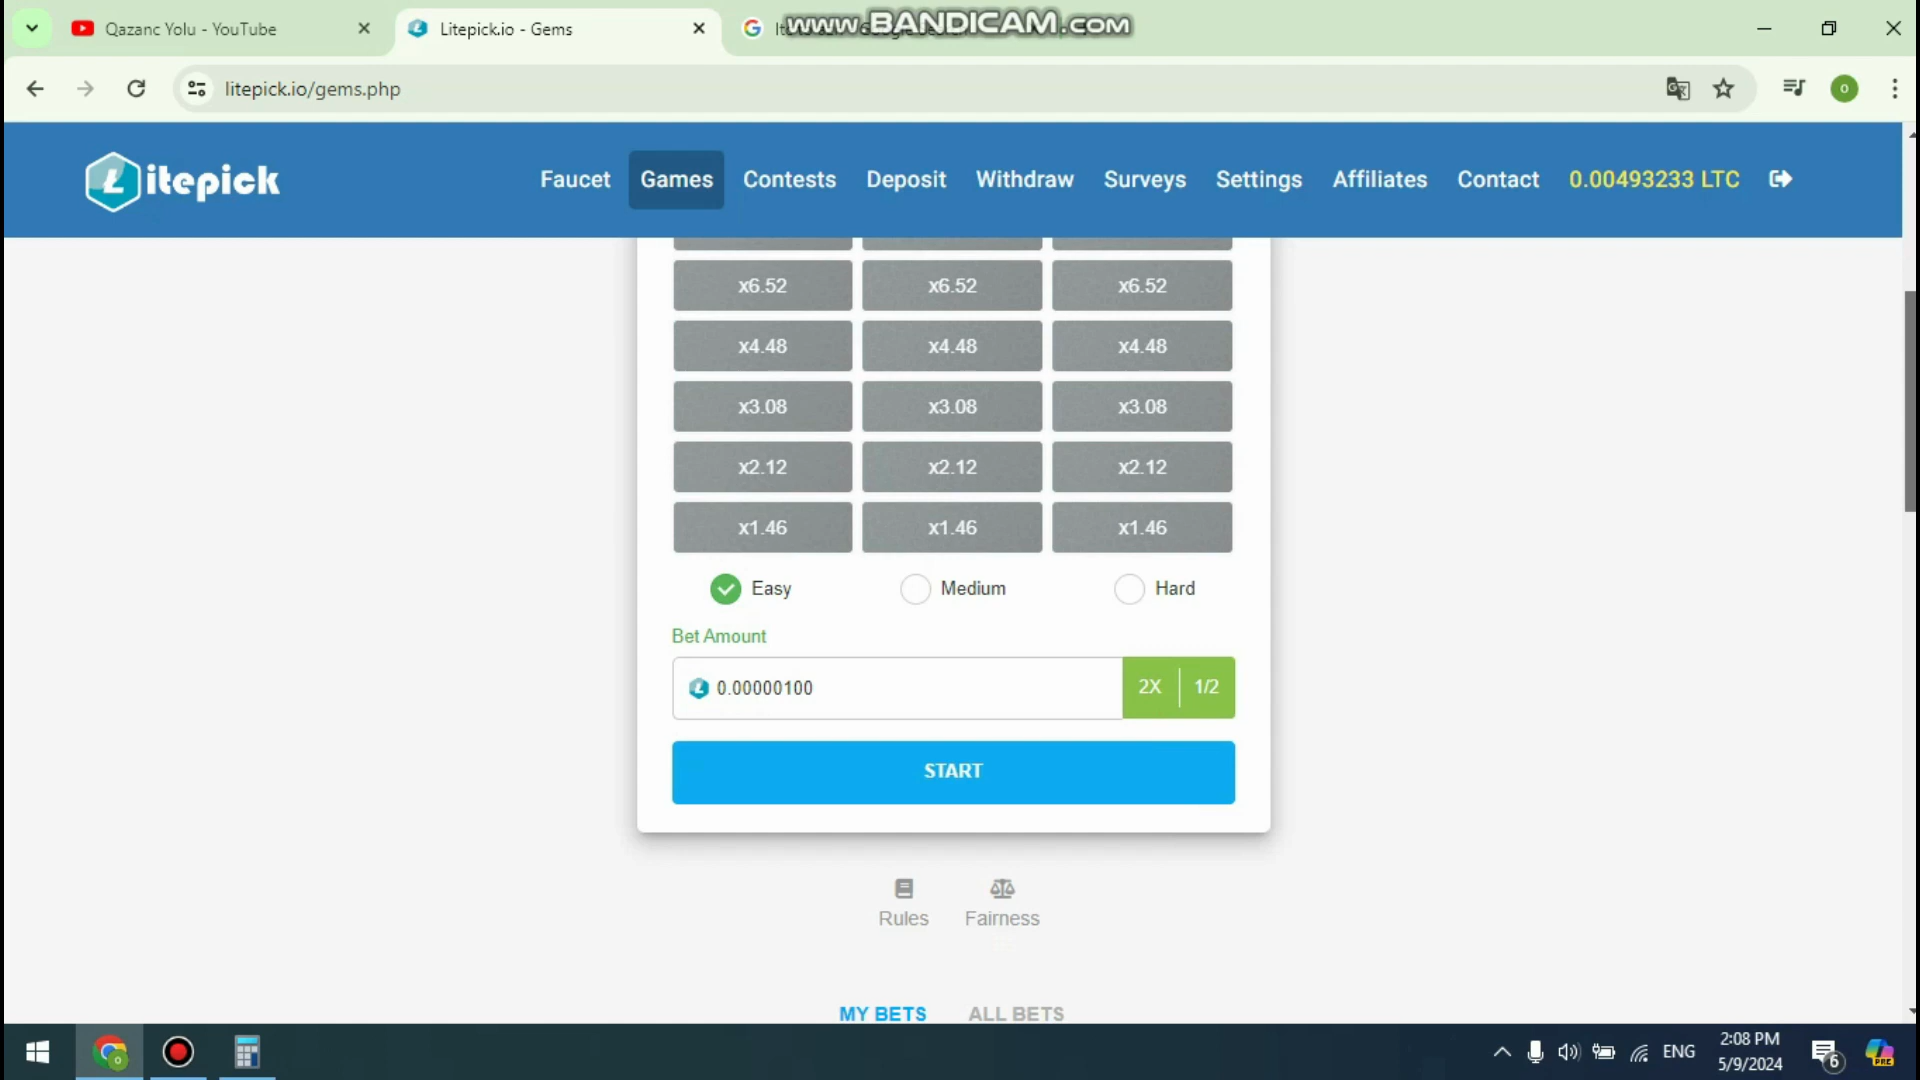 Qazanc Yolu - YouTube
Litepick.io - Gems
www.BANDICAM.com
litepick.io/gems.php
itepick
Faucet
Games
Contests
Deposit
Withdraw
Surveys
Settings
Affiliates
Contact
0.00493233 LTC
x6.52 x6.52 x6.52
x4.48 x4.48 x4.48
x3.08 x3.08 x3.08
x2.12 x2.12 x2.12
x1.46 x1.46 x1.46
Easy Medium Hard
Bet Amount
0.00000100
2X 1/2
START
Rules Fairness
MY BETS ALL BETS
ENG
2:08 PM
5/9/2024
6
PRE